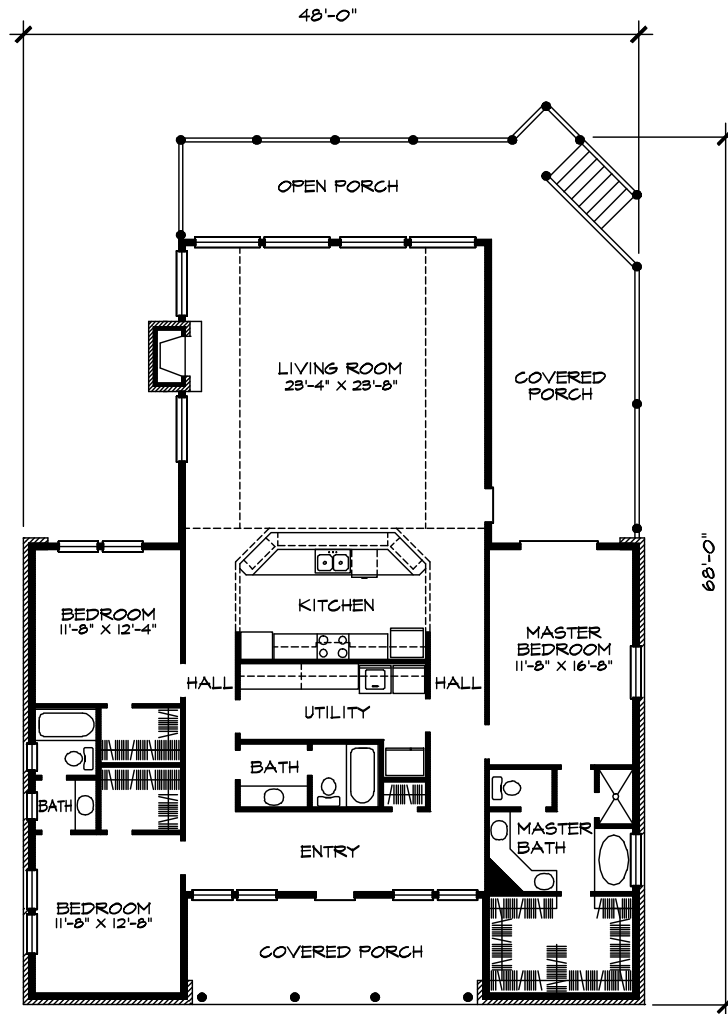 48'-0"
OPEN PORCH
LIVING ROOM
23'-4" X 23'-8"
COVERED
PORCH
68'-0"
KITCHEN
BEDROOM
11'-8" X 12'-4"
MASTER
BEDROOM
11'-8" X 16'-8"
HALL
HALL
UTILITY
BATH
BATH
MASTER
BATH
ENTRY
BEDROOM
11'-8" X 12'-8"
COVERED PORCH